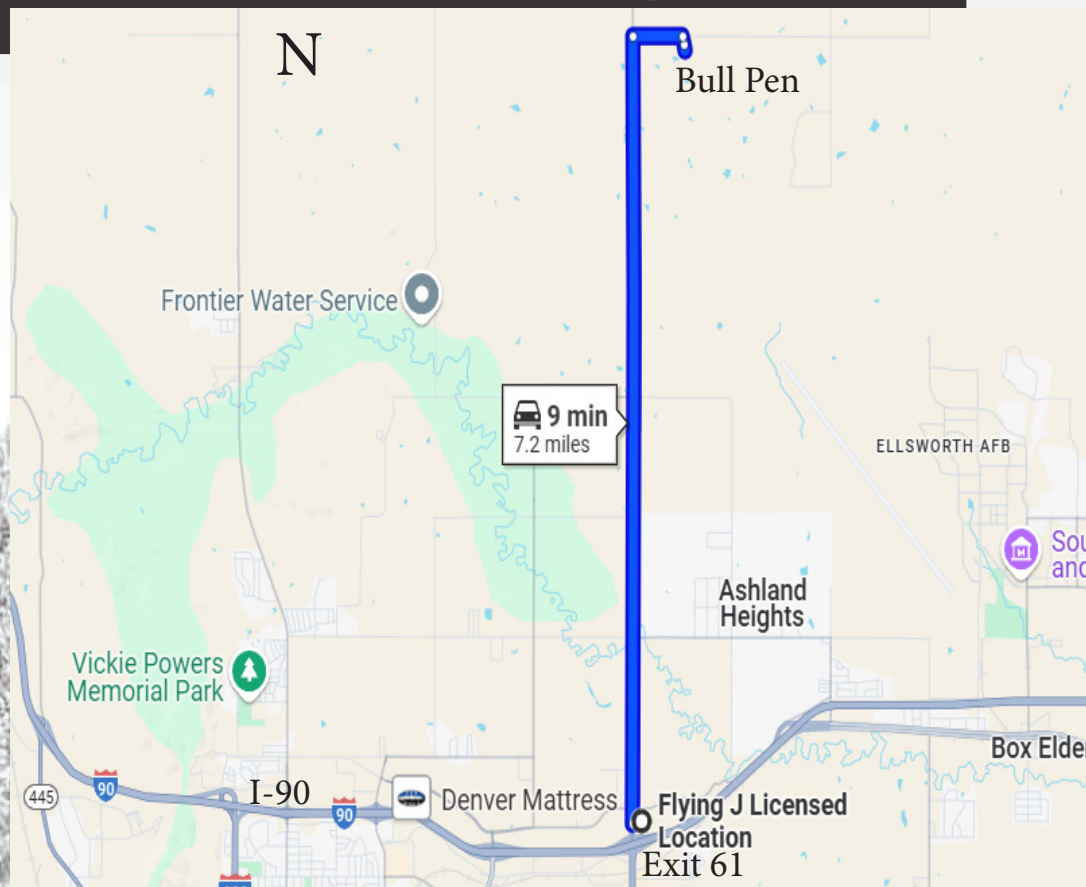 N
Bull Pen
Frontier Water Service
9 min
7.2 miles
ELLSWORTH AFB
Sou
and
Ashland
Heights
Vickie Powers
Memorial Park
Box Elde
I-90
90
445
90
Denver Mattress
Flying J Licensed
Location
Exit 61